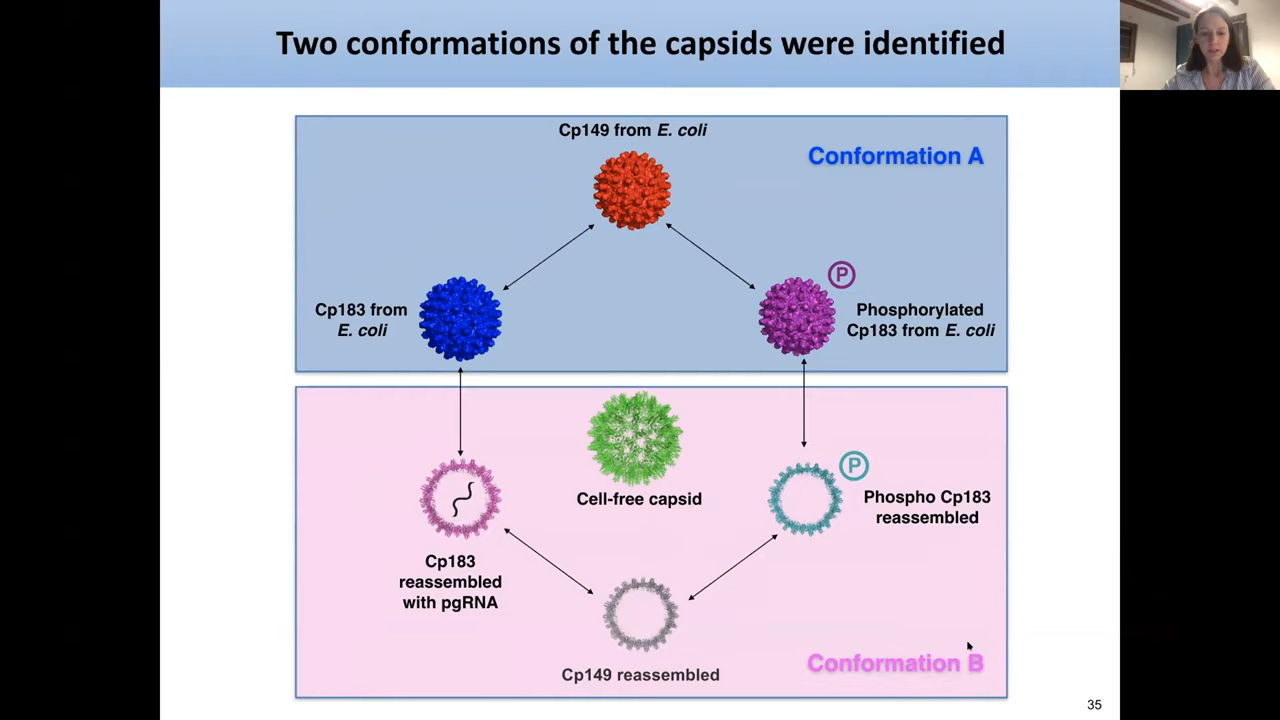 Two conformations of the capsids were identified
Cp149 from E. coli
Conformation A
P
Cp183 from
E. coli
Phosphorylated
Cp183 from E. coli
Cell-free capsid
P
Phospho Cp183
reassembled
Cp183
reassembled
with pgRNA
Cp149 reassembled
Conformation B
35